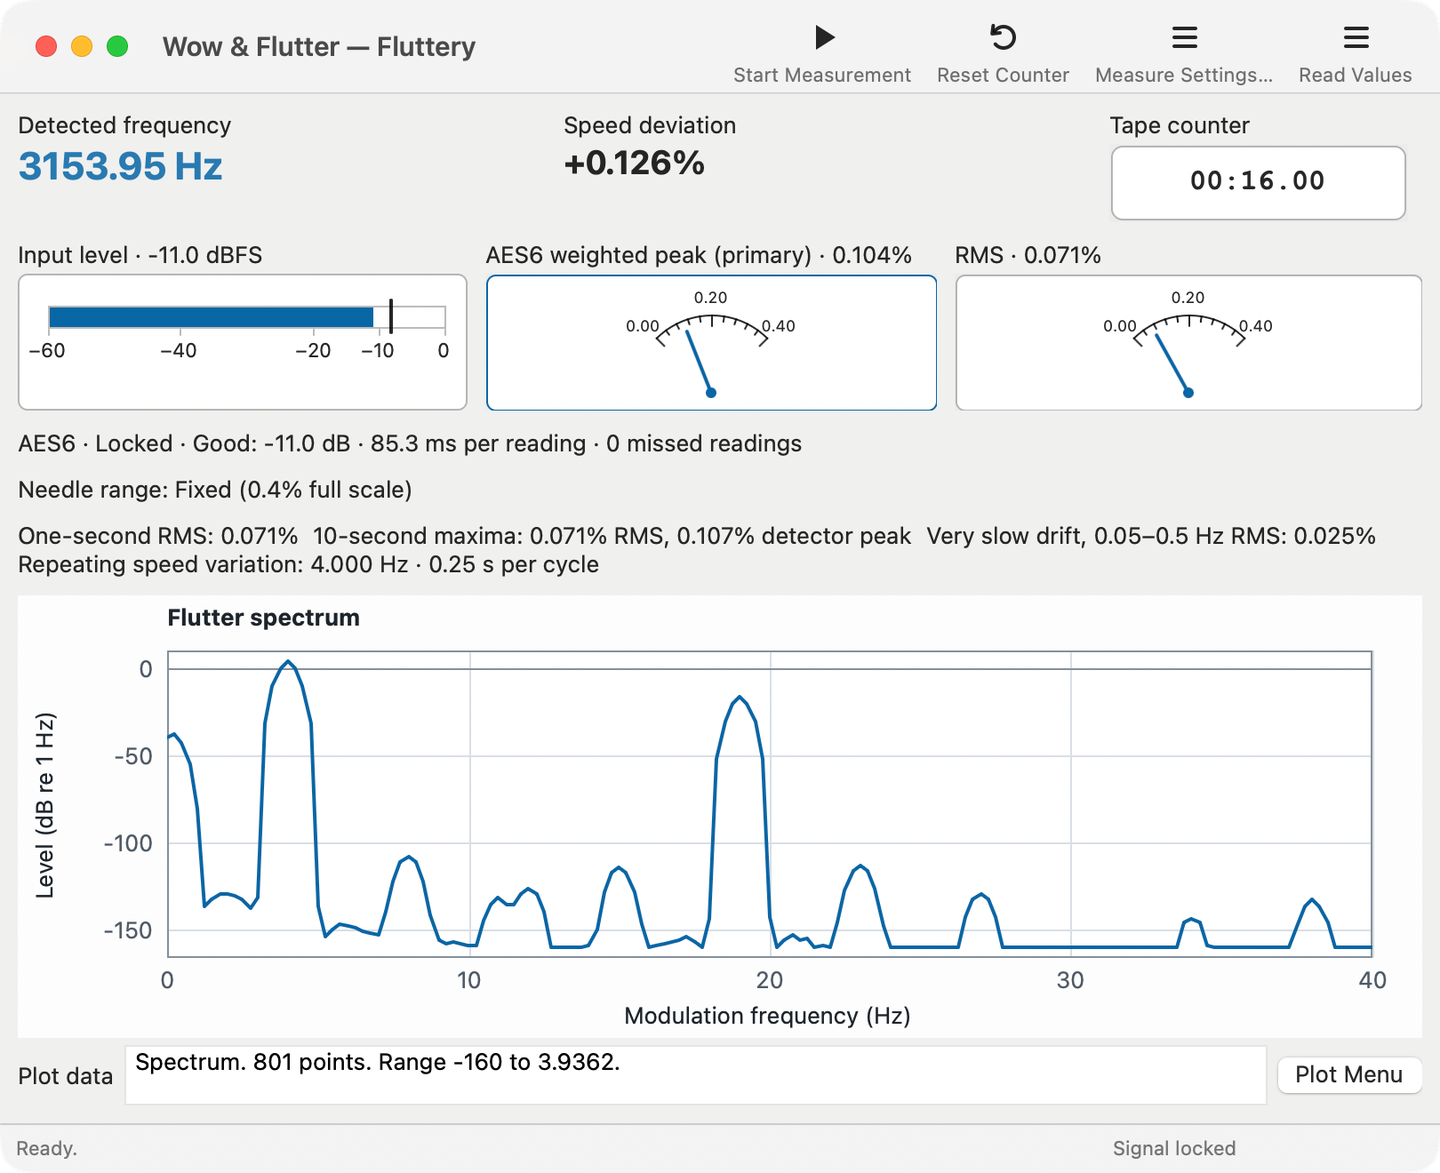 Wow & Flutter — Fluttery
Start Measurement
Reset Counter
Measure Settings...
Read Values
Detected frequency
3153.95 Hz
Speed deviation
+0.126%
Tape counter
00:16.00
Input level · -11.0 dBFS
−60
−40
−20
−10
0
AES6 weighted peak (primary) · 0.104%
0.00
0.20
0.40
RMS · 0.071%
0.00
0.20
0.40
AES6 · Locked · Good: -11.0 dB · 85.3 ms per reading · 0 missed readings
Needle range: Fixed (0.4% full scale)
One-second RMS: 0.071%  10-second maxima: 0.071% RMS, 0.107% detector peak  Very slow drift, 0.05–0.5 Hz RMS: 0.025%
Repeating speed variation: 4.000 Hz · 0.25 s per cycle
Flutter spectrum
Level (dB re 1 Hz)
0
-50
-100
-150
0
10
20
30
40
Modulation frequency (Hz)
Plot data
Spectrum. 801 points. Range -160 to 3.9362.
Plot Menu
Ready.
Signal locked